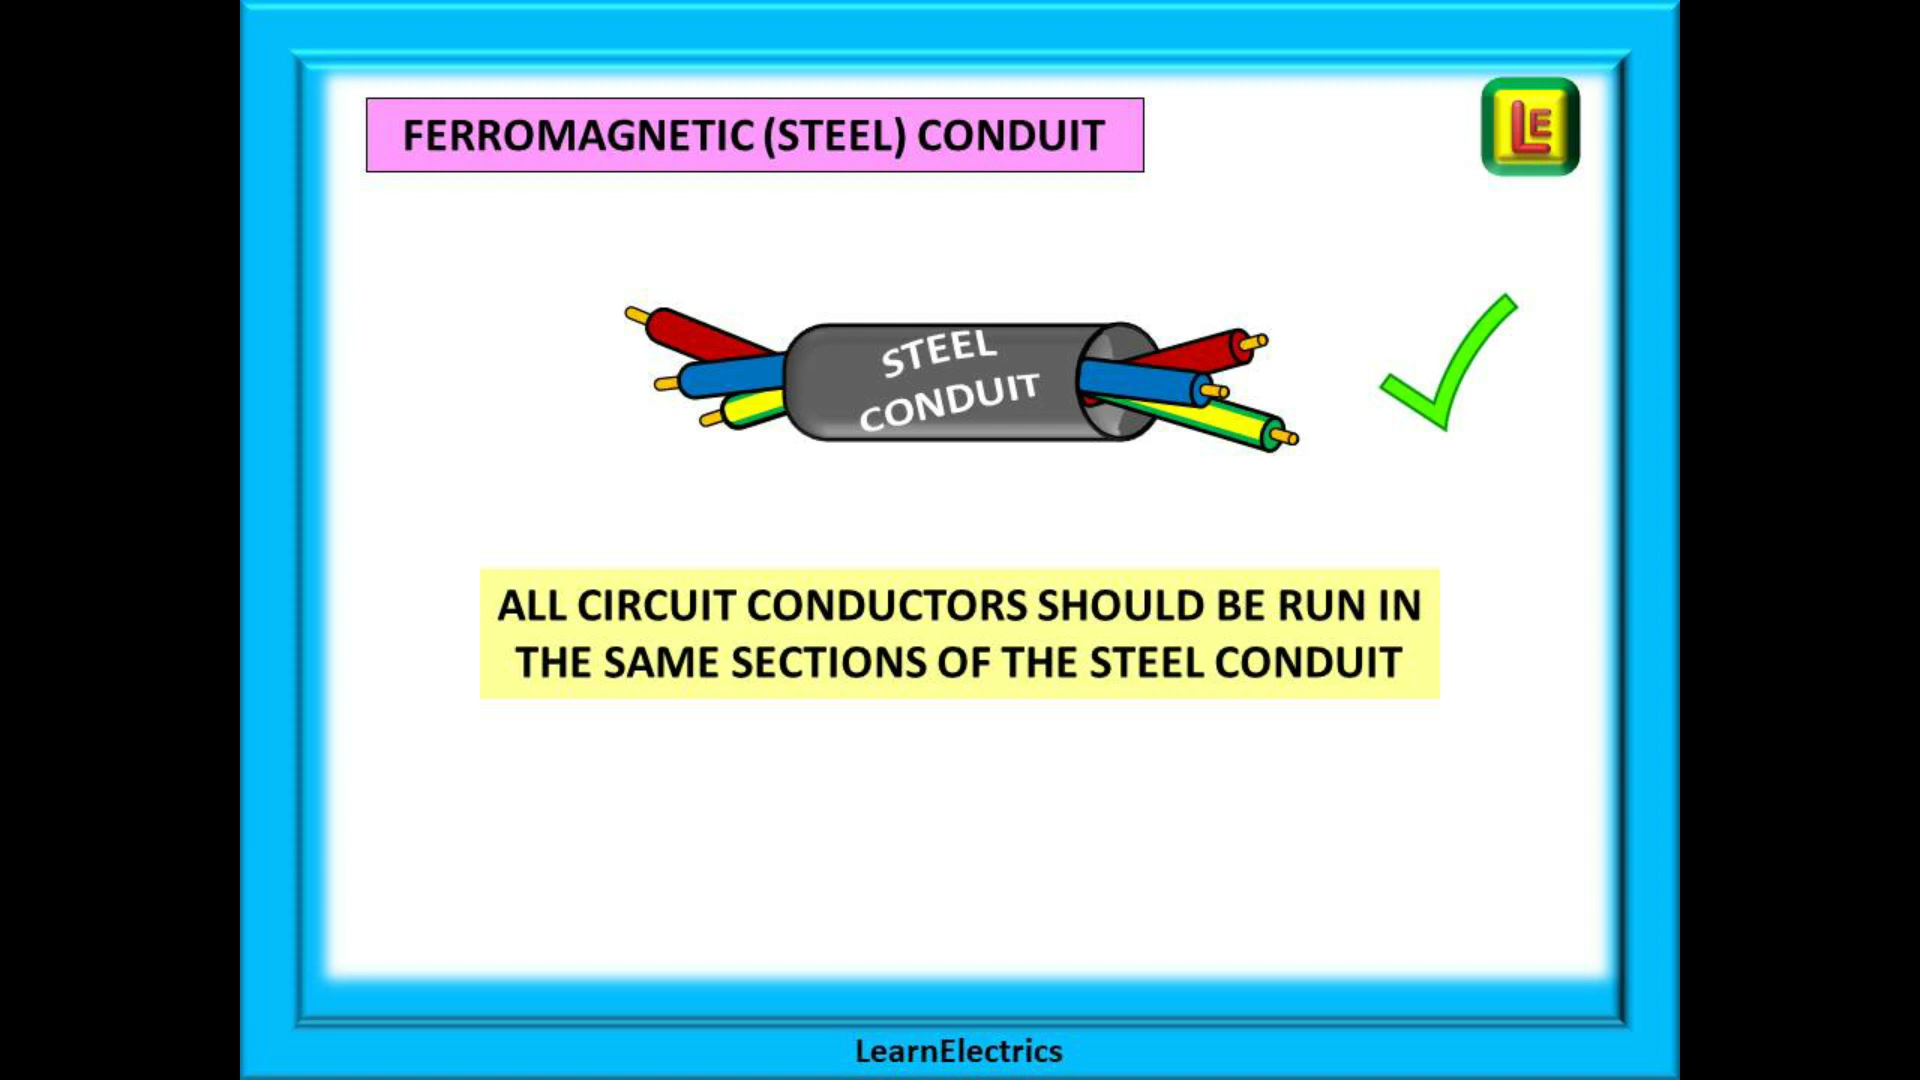 FERROMAGNETIC (STEEL) CONDUIT
LE
STEEL
CONDUIT
ALL CIRCUIT CONDUCTORS SHOULD BE RUN IN
THE SAME SECTIONS OF THE STEEL CONDUIT
LearnElectrics